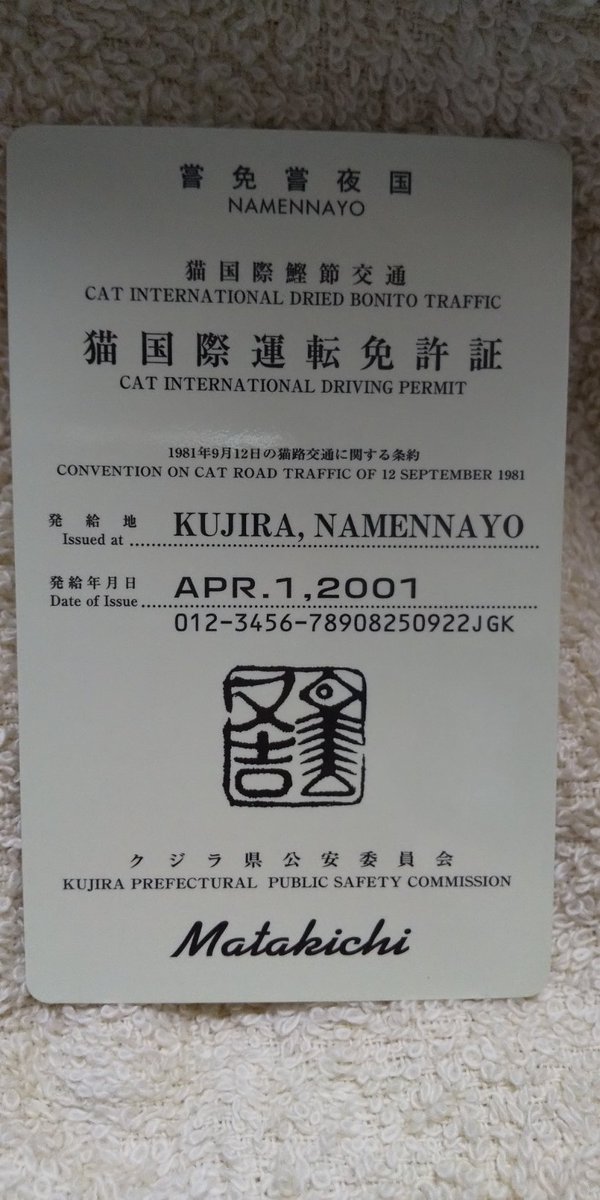 嘗免嘗夜国
NAMENNAYO
猫国際鰹節交通
CAT INTERNATIONAL DRIED BONITO TRAFFIC
猫国際運転免許証
CAT INTERNATIONAL DRIVING PERMIT
1981年9月12日の猫路交通に関する条約
CONVENTION ON CAT ROAD TRAFFIC OF 12 SEPTEMBER 1981
発給地 KUJIRA, NAMENNAYO
Issued at
発給年月日 APR.1,2001
Date of Issue
012-3456-78908250922JGK
又吉
クジラ県公安委員会
KUJIRA PREFECTURAL PUBLIC SAFETY COMMISSION
Matakichi